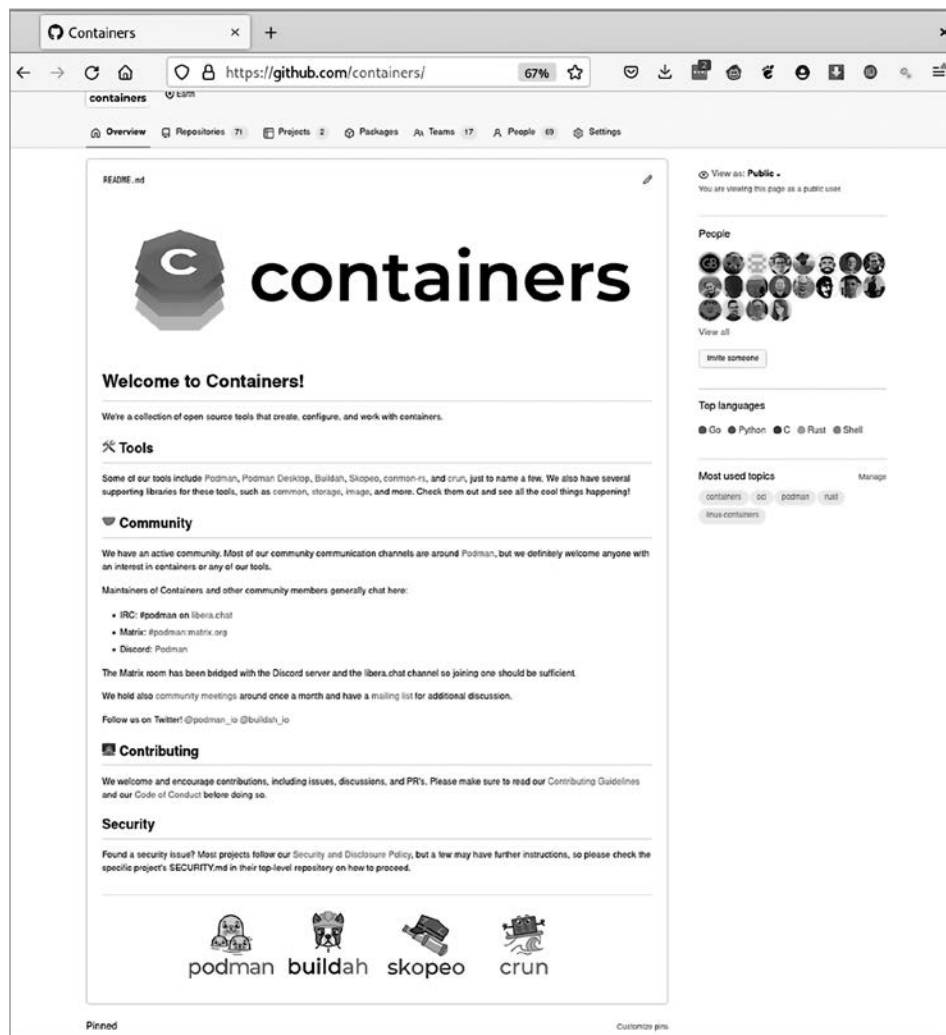 Containers × +
https://github.com/containers/ 67% 2
containers Earth
Overview Repositories 71 Projects 2 Packages Teams 17 People 69 Settings
README.md
C containers
Welcome to Containers!
We're a collection of open source tools that create, configure, and work with containers.
Tools
Some of our tools include Podman, Podman Desktop, Buildah, Skopeo, conmon-rs, and crun, just to name a few. We also have several
supporting libraries for these tools, such as common, storage, image, and more. Check them out and see all the cool things happening!
Community
We have an active community. Most of our community communication channels are around Podman, but we definitely welcome anyone with
an interest in containers or any of our tools.
Maintainers of Containers and other community members generally chat here:
• IRC: #podman on libera.chat
• Matrix: #podman:matrix.org
• Discord: Podman
The Matrix room has been bridged with the Discord server and the libera.chat channel so joining one should be sufficient.
We hold also community meetings around once a month and have a mailing list for additional discussion.
Follow us on Twitter! @podman_io @buildah_io
Contributing
We welcome and encourage contributions, including issues, discussions, and PR's. Please make sure to read our Contributing Guidelines
and our Code of Conduct before doing so.
Security
Found a security issue? Most projects follow our Security and Disclosure Policy, but a few may have further instructions, so please check the
specific project's SECURITY.md in their top-level repository on how to proceed.
podman buildah skopeo crun
Pinned Customize pins
View as: Public
You are viewing this page as a public user.
People
GB
View all
Invite someone
Top languages
Go Python C Rust Shell
Most used topics Manage
containers oci podman rust
linux-containers